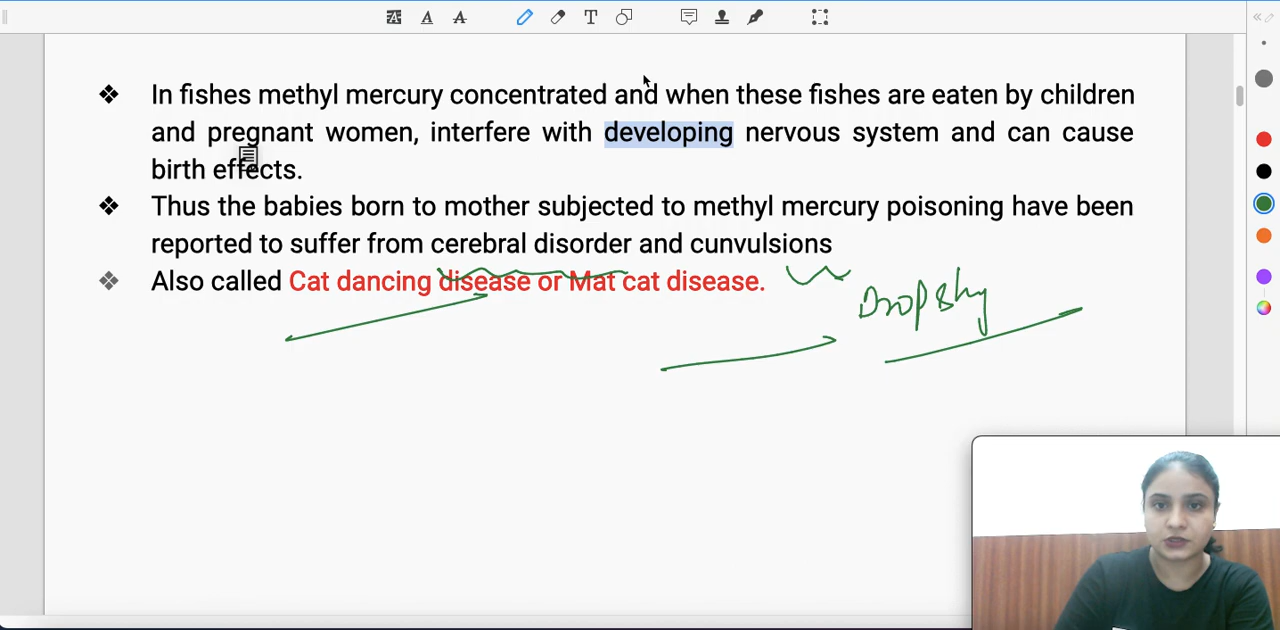 ❖ In fishes methyl mercury concentrated and when these fishes are eaten by children
and pregnant women, interfere with developing nervous system and can cause
birth effects.
❖ Thus the babies born to mother subjected to methyl mercury poisoning have been
reported to suffer from cerebral disorder and cunvulsions
❖ Also called Cat dancing disease or Mat cat disease.
Dropshy